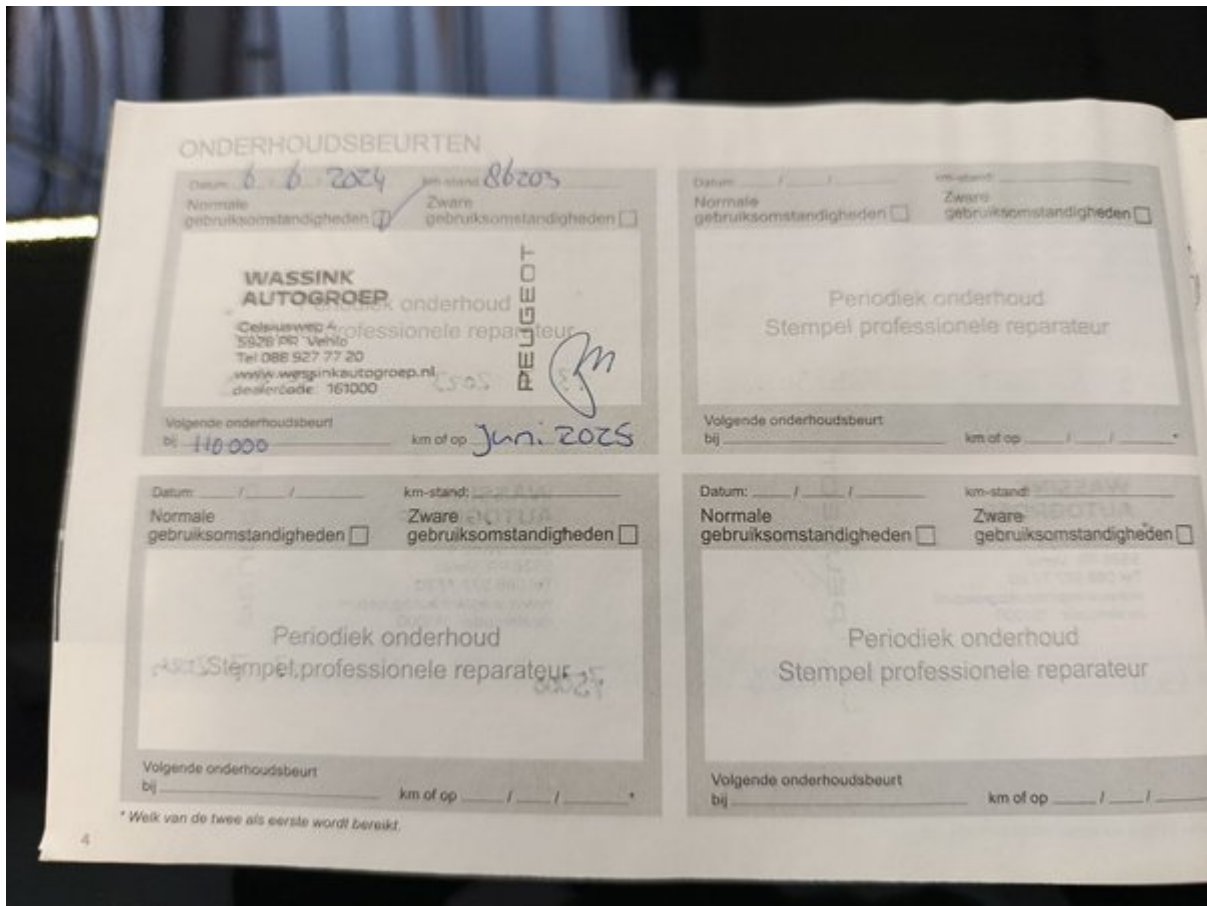 ONDERHOUDSBEURTEN
Datum: 6 6 2024 km-stand: 86203
Normale gebruiksomstandigheden Zware gebruiksomstandigheden
WASSINK
AUTOGROEP
Periodiek onderhoud
professionele reparateur
Celsiusweg 4
5928 PR Venlo
Tel 088 927 77 20
www.wassinkautogroep.nl
dealercode: 161000
PEUGEOT
Volgende onderhoudsbeurt
bij 110000 km of op Juni 2025
Datum: / / km-stand:
Normale Zware
gebruiksomstandigheden gebruiksomstandigheden
Periodiek onderhoud
Stempel professionele reparateur
Volgende onderhoudsbeurt
bij km of op / / *
Datum: / / km-stand:
Normale Zware
gebruiksomstandigheden gebruiksomstandigheden
Periodiek onderhoud
Stempel professionele reparateur
Volgende onderhoudsbeurt
bij km of op / / *
* Welk van de twee als eerste wordt bereikt.
Datum: / / km-stand:
Normale Zware
gebruiksomstandigheden gebruiksomstandigheden
Periodiek onderhoud
Stempel professionele reparateur
Volgende onderhoudsbeurt
bij km of op / /
4